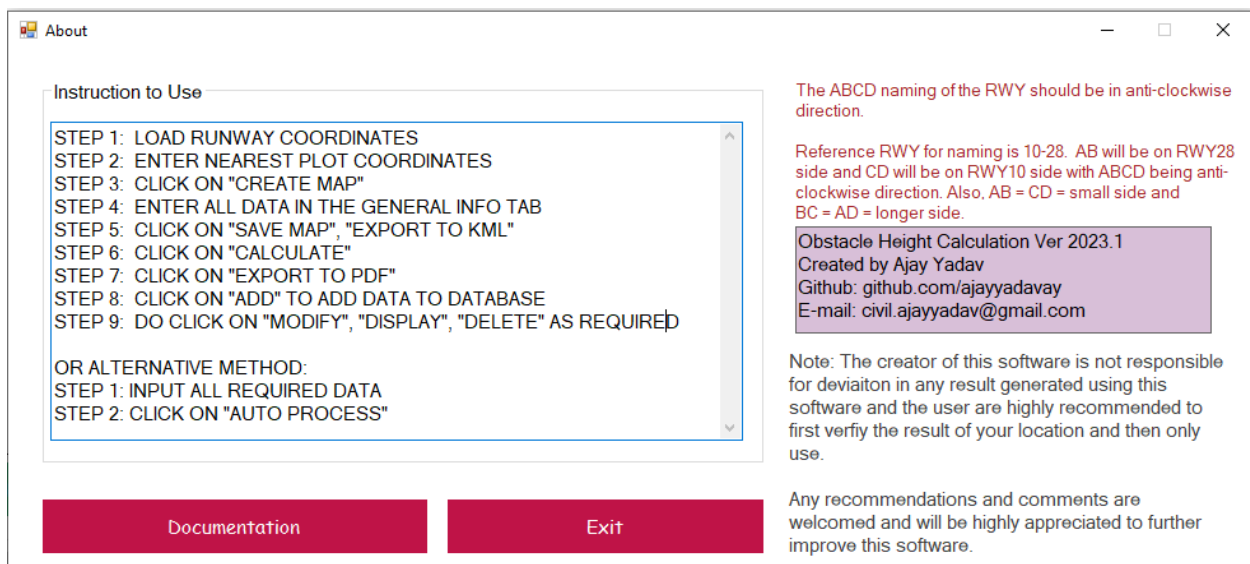 About
Instruction to Use
STEP 1:  LOAD RUNWAY COORDINATES
STEP 2:  ENTER NEAREST PLOT COORDINATES
STEP 3:  CLICK ON "CREATE MAP"
STEP 4:  ENTER ALL DATA IN THE GENERAL INFO TAB
STEP 5:  CLICK ON "SAVE MAP", "EXPORT TO KML"
STEP 6:  CLICK ON "CALCULATE"
STEP 7:  CLICK ON "EXPORT TO PDF"
STEP 8:  CLICK ON "ADD" TO ADD DATA TO DATABASE
STEP 9:  DO CLICK ON "MODIFY", "DISPLAY", "DELETE" AS REQUIRED
OR ALTERNATIVE METHOD:
STEP 1: INPUT ALL REQUIRED DATA
STEP 2: CLICK ON "AUTO PROCESS"
Documentation
Exit
The ABCD naming of the RWY should be in anti-clockwise
direction.
Reference RWY for naming is 10-28.  AB will be on RWY28
side and CD will be on RWY10 side with ABCD being anti-
clockwise direction. Also, AB = CD = small side and
BC = AD = longer side.
Obstacle Height Calculation Ver 2023.1
Created by Ajay Yadav
Github: github.com/ajayyadavay
E-mail: civil.ajayyadav@gmail.com
Note: The creator of this software is not responsible
for deviaiton in any result generated using this
software and the user are highly recommended to
first verfiy the result of your location and then only
use.
Any recommendations and comments are
welcomed and will be highly appreciated to further
improve this software.